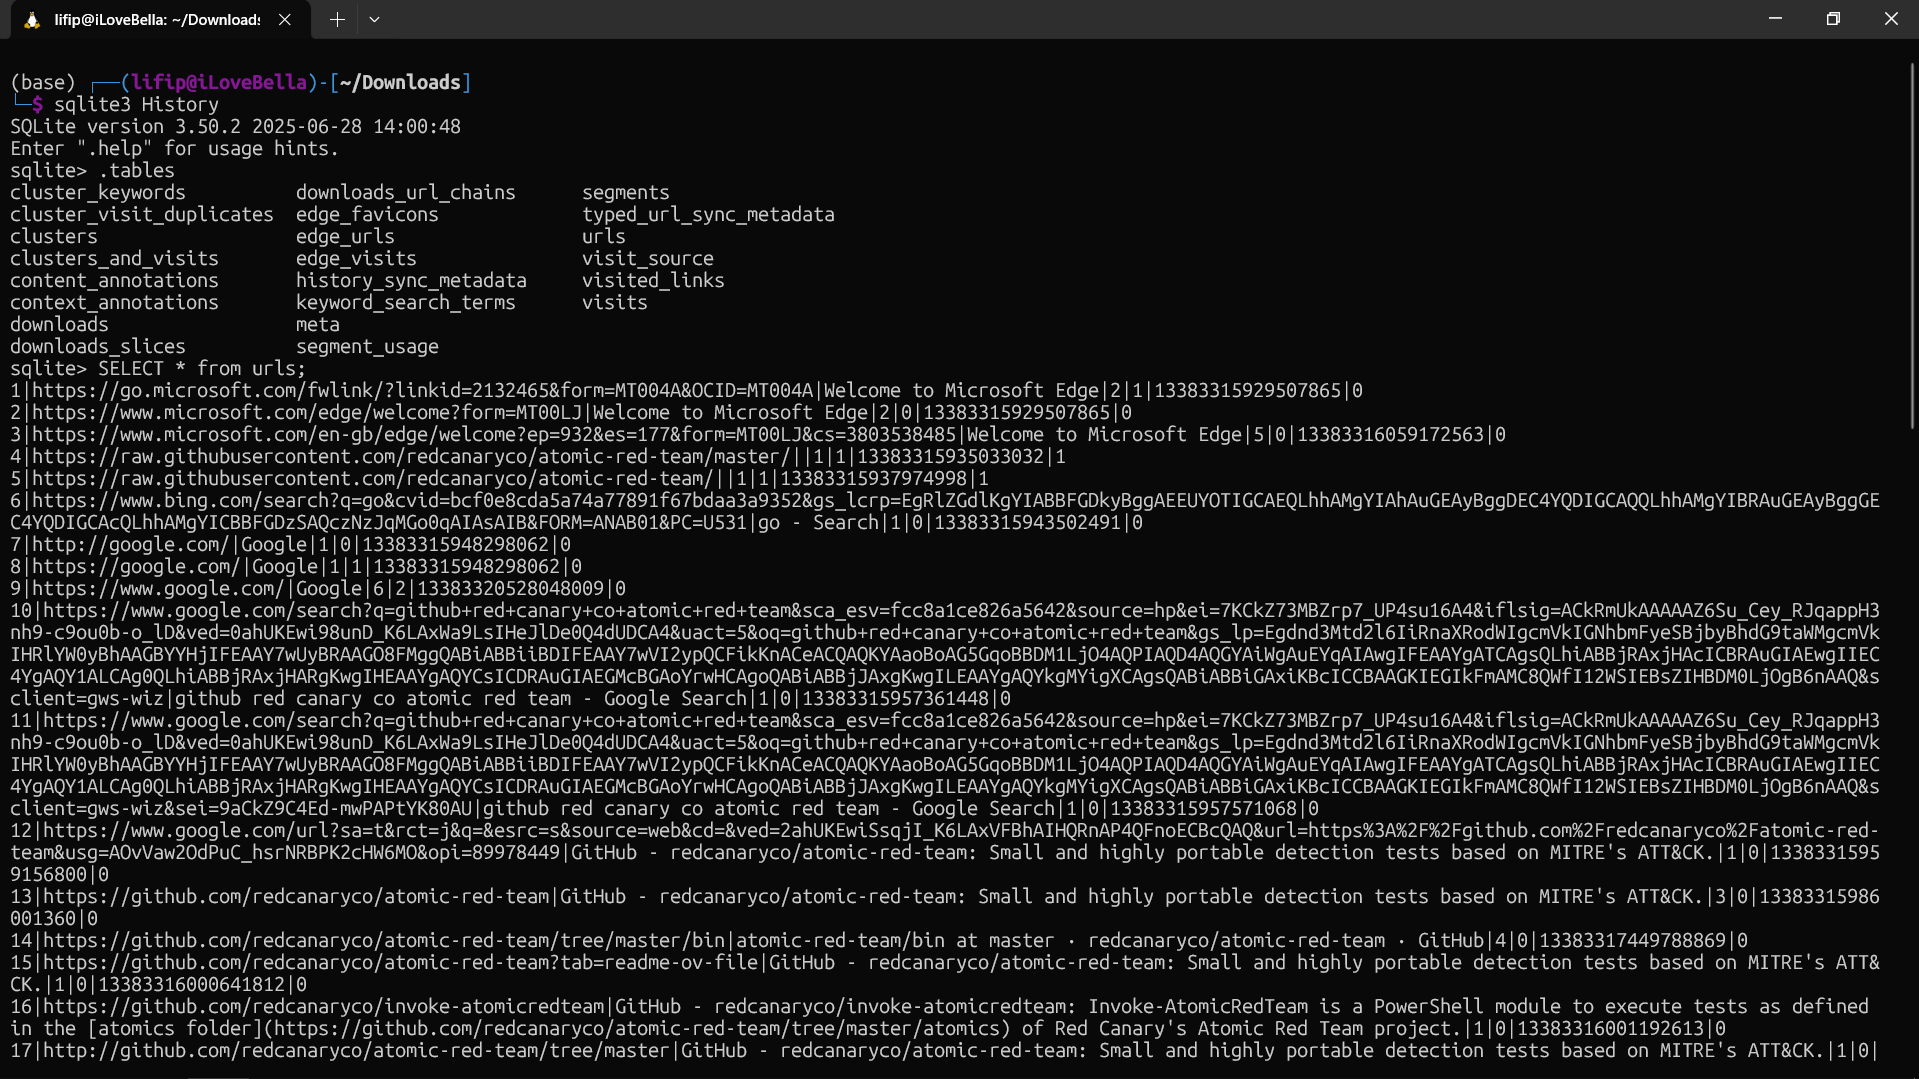 lifip@iLoveBella: ~/Downloads
(base) ┌──(lifip@iLoveBella)-[~/Downloads]
└─$ sqlite3 History
SQLite version 3.50.2 2025-06-28 14:00:48
Enter ".help" for usage hints.
sqlite> .tables
cluster_keywords          downloads_url_chains      segments
cluster_visit_duplicates  edge_favicons             typed_url_sync_metadata
clusters                  edge_urls                 urls
clusters_and_visits       edge_visits               visit_source
content_annotations       history_sync_metadata     visited_links
context_annotations       keyword_search_terms      visits
downloads                 meta
downloads_slices          segment_usage
sqlite> SELECT * from urls;
1|https://go.microsoft.com/fwlink/?linkid=2132465&form=MT004A&OCID=MT004A|Welcome to Microsoft Edge|2|1|13383315929507865|0
2|https://www.microsoft.com/edge/welcome?form=MT00LJ|Welcome to Microsoft Edge|2|0|13383315929507865|0
3|https://www.microsoft.com/en-gb/edge/welcome?ep=932&es=177&form=MT00LJ&cs=3803538485|Welcome to Microsoft Edge|5|0|13383316059172563|0
4|https://raw.githubusercontent.com/redcanaryco/atomic-red-team/master/||1|1|13383315935033032|1
5|https://raw.githubusercontent.com/redcanaryco/atomic-red-team/||1|1|13383315937974998|1
6|https://www.bing.com/search?q=go&cvid=bcf0e8cda5a74a77891f67bdaa3a9352&gs_lcrp=EgRlZGdlKgYIABBFGDkyBggAEEUYOTIGCAEQLhhAMgYIAhAuGEAyBggDEC4YQDIGCAQQLhhAMgYIBRAuGEAyBggGE
C4YQDIGCAcQLhhAMgYICBBFGDzSAQczNzJqMGo0qAIAsAIB&FORM=ANAB01&PC=U531|go - Search|1|0|13383315943502491|0
7|http://google.com/|Google|1|0|13383315948298062|0
8|https://google.com/|Google|1|1|13383315948298062|0
9|https://www.google.com/|Google|6|2|13383320528048009|0
10|https://www.google.com/search?q=github+red+canary+co+atomic+red+team&sca_esv=fcc8a1ce826a5642&source=hp&ei=7KCkZ73MBZrp7_UP4su16A4&iflsig=ACkRmUkAAAAAZ6Su_Cey_RJqappH3
nh9-c9ou0b-o_lD&ved=0ahUKEwi98unD_K6LAxWa9LsIHeJlDe0Q4dUDCA4&uact=5&oq=github+red+canary+co+atomic+red+team&gs_lp=Egdnd3Mtd2l6IiRnaXRodWIgcmVkIGNhbmFyeSBjbyBhdG9taWMgcmVk
IHRlYW0yBhAAGBYYHjIFEAAY7wUyBRAAGO8FMggQABiABBiiBDIFEAAY7wVI2ypQCFikKnACeACQAQKYAaoBoAG5GqoBBDM1LjO4AQPIAQD4AQGYAiWgAuEYqAIAwgIFEAAYgATCAgsQLhiABBjRAxjHAcICBRAuGIAEwgIIEC
4YgAQY1ALCAg0QLhiABBjRAxjHARgKwgIHEAAYgAQYCsICDRAuGIAEGMcBGAoYrwHCAgoQABiABBjJAxgKwgILEAAYgAQYkgMYigXCAgsQABiABBiGAxiKBcICCBAAGKIEGIkFmAMC8QWfI12WSIEBsZIHBDM0LjOgB6nAAQ&s
client=gws-wiz|github red canary co atomic red team - Google Search|1|0|13383315957361448|0
11|https://www.google.com/search?q=github+red+canary+co+atomic+red+team&sca_esv=fcc8a1ce826a5642&source=hp&ei=7KCkZ73MBZrp7_UP4su16A4&iflsig=ACkRmUkAAAAAZ6Su_Cey_RJqappH3
nh9-c9ou0b-o_lD&ved=0ahUKEwi98unD_K6LAxWa9LsIHeJlDe0Q4dUDCA4&uact=5&oq=github+red+canary+co+atomic+red+team&gs_lp=Egdnd3Mtd2l6IiRnaXRodWIgcmVkIGNhbmFyeSBjbyBhdG9taWMgcmVk
IHRlYW0yBhAAGBYYHjIFEAAY7wUyBRAAGO8FMggQABiABBiiBDIFEAAY7wVI2ypQCFikKnACeACQAQKYAaoBoAG5GqoBBDM1LjO4AQPIAQD4AQGYAiWgAuEYqAIAwgIFEAAYgATCAgsQLhiABBjRAxjHAcICBRAuGIAEwgIIEC
4YgAQY1ALCAg0QLhiABBjRAxjHARgKwgIHEAAYgAQYCsICDRAuGIAEGMcBGAoYrwHCAgoQABiABBjJAxgKwgILEAAYgAQYkgMYigXCAgsQABiABBiGAxiKBcICCBAAGKIEGIkFmAMC8QWfI12WSIEBsZIHBDM0LjOgB6nAAQ&s
client=gws-wiz&sei=9aCkZ9C4Ed-mwPAPtYK80AU|github red canary co atomic red team - Google Search|1|0|13383315957571068|0
12|https://www.google.com/url?sa=t&rct=j&q=&esrc=s&source=web&cd=&ved=2ahUKEwiSsqjI_K6LAxVFBhAIHQRnAP4QFnoECBcQAQ&url=https%3A%2F%2Fgithub.com%2Fredcanaryco%2Fatomic-red-
team&usg=AOvVaw2OdPuC_hsrNRBPK2cHW6MO&opi=89978449|GitHub - redcanaryco/atomic-red-team: Small and highly portable detection tests based on MITRE's ATT&CK.|1|0|1338331595
9156800|0
13|https://github.com/redcanaryco/atomic-red-team|GitHub - redcanaryco/atomic-red-team: Small and highly portable detection tests based on MITRE's ATT&CK.|3|0|13383315986
001360|0
14|https://github.com/redcanaryco/atomic-red-team/tree/master/bin|atomic-red-team/bin at master · redcanaryco/atomic-red-team · GitHub|4|0|13383317449788869|0
15|https://github.com/redcanaryco/atomic-red-team?tab=readme-ov-file|GitHub - redcanaryco/atomic-red-team: Small and highly portable detection tests based on MITRE's ATT&
CK.|1|0|13383316000641812|0
16|https://github.com/redcanaryco/invoke-atomicredteam|GitHub - redcanaryco/invoke-atomicredteam: Invoke-AtomicRedTeam is a PowerShell module to execute tests as defined
in the [atomics folder](https://github.com/redcanaryco/atomic-red-team/tree/master/atomics) of Red Canary's Atomic Red Team project.|1|0|13383316001192613|0
17|http://github.com/redcanaryco/atomic-red-team/tree/master|GitHub - redcanaryco/atomic-red-team: Small and highly portable detection tests based on MITRE's ATT&CK.|1|0|